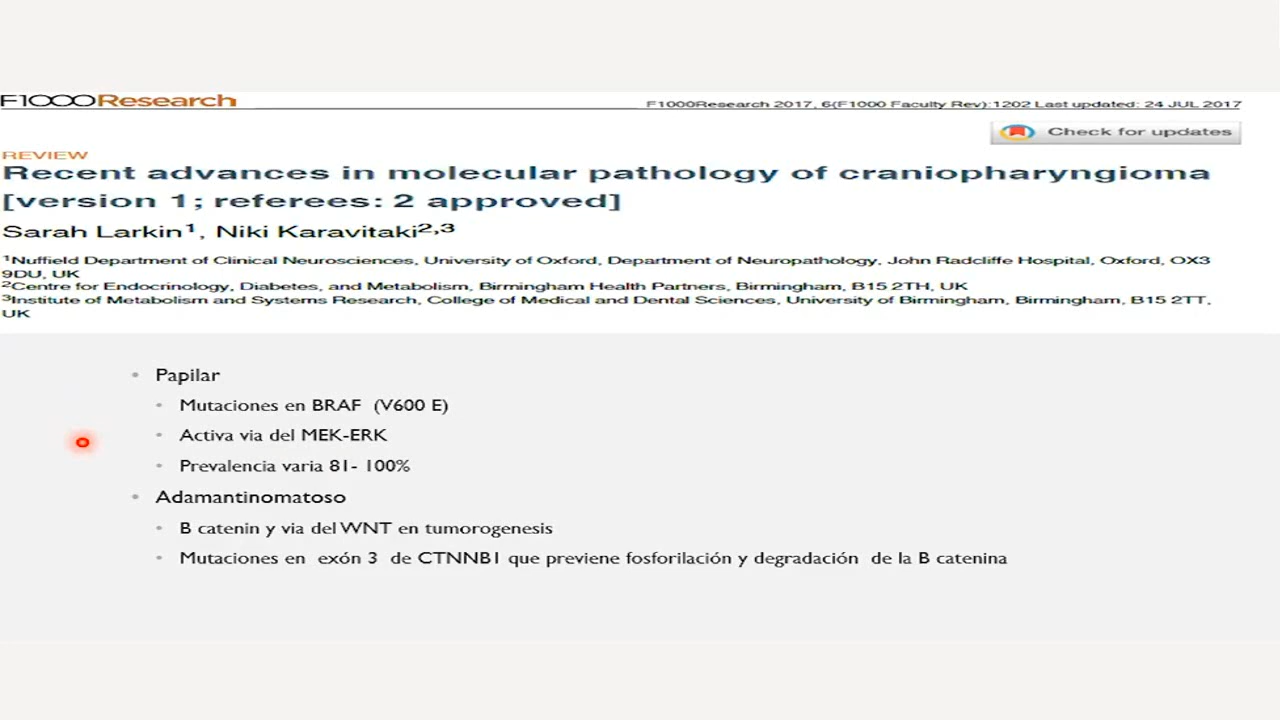 F1000Research
F1000Research 2017, 6(F1000 Faculty Rev):1202 Last updated: 24 JUL 2017
Check for updates
REVIEW
Recent advances in molecular pathology of craniopharyngioma
[version 1; referees: 2 approved]
Sarah Larkin¹, Niki Karavitaki²,³
¹Nuffield Department of Clinical Neurosciences, University of Oxford, Department of Neuropathology, John Radcliffe Hospital, Oxford, OX3
9DU, UK
²Centre for Endocrinology, Diabetes, and Metabolism, Birmingham Health Partners, Birmingham, B15 2TH, UK
³Institute of Metabolism and Systems Research, College of Medical and Dental Sciences, University of Birmingham, Birmingham, B15 2TT,
UK
• Papilar
• Mutaciones en BRAF (V600 E)
• Activa via del MEK-ERK
• Prevalencia varia 81- 100%
• Adamantinomatoso
• B catenin y via del WNT en tumorogenesis
• Mutaciones en exón 3 de CTNNB1 que previene fosforilación y degradación de la B catenina